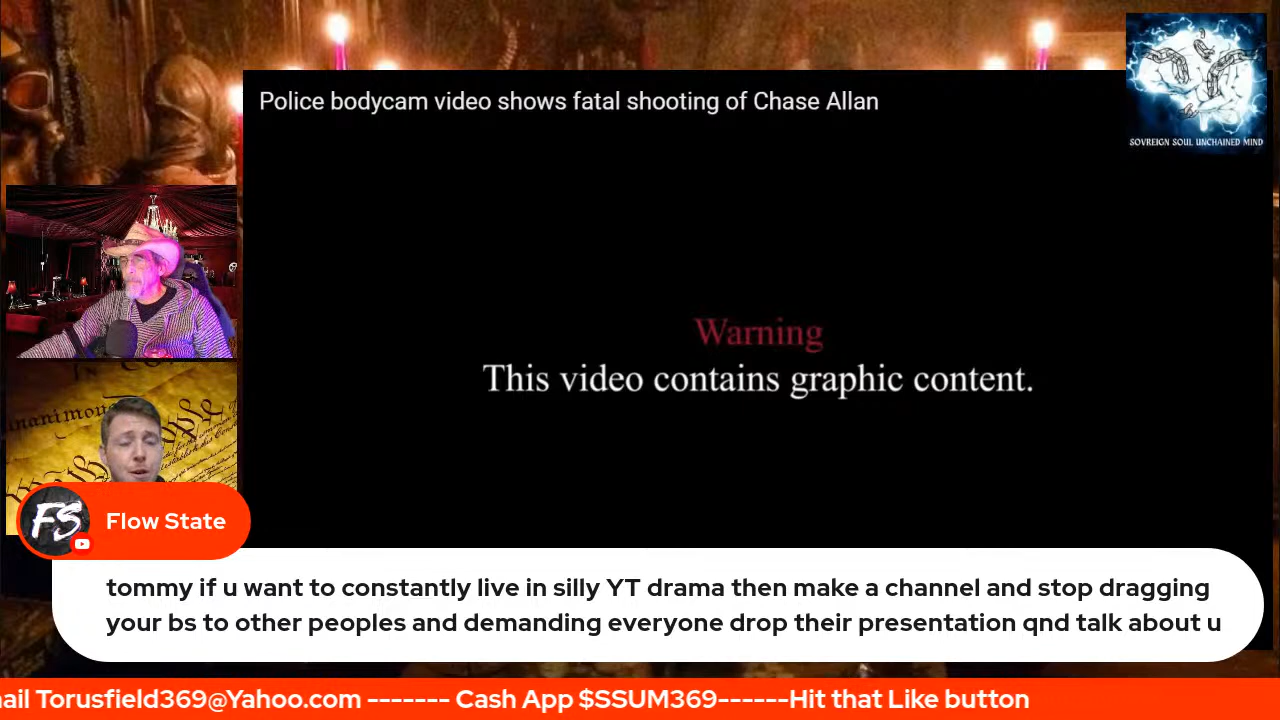 Police bodycam video shows fatal shooting of Chase Allan
SOVREIGN SOUL UNCHAINED MIND
Warning
This video contains graphic content.
FS
Flow State
tommy if u want to constantly live in silly YT drama then make a channel and stop dragging
your bs to other peoples and demanding everyone drop their presentation qnd talk about u
ail Torusfield369@Yahoo.com ------- Cash App $SSUM369------Hit that Like button